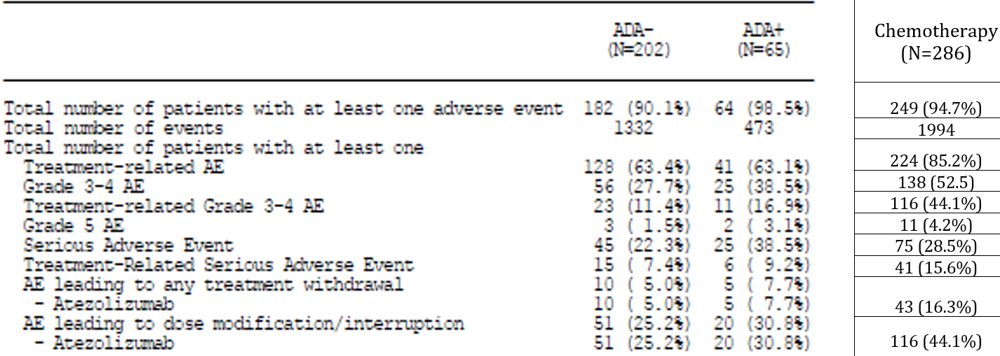 ADA- ADA+ Chemotherapy
(N=202) (N=65) (N=286)
Total number of patients with at least one adverse event 182 (90.1%) 64 (98.5%) 249 (94.7%)
Total number of events 1332 473 1994
Total number of patients with at least one
Treatment-related AE 128 (63.4%) 41 (63.1%) 224 (85.2%)
Grade 3-4 AE 56 (27.7%) 25 (38.5%) 138 (52.5)
Treatment-related Grade 3-4 AE 23 (11.4%) 11 (16.9%) 116 (44.1%)
Grade 5 AE 3 ( 1.5%) 2 ( 3.1%) 11 (4.2%)
Serious Adverse Event 45 (22.3%) 25 (38.5%) 75 (28.5%)
Treatment-Related Serious Adverse Event 15 ( 7.4%) 6 ( 9.2%) 41 (15.6%)
AE leading to any treatment withdrawal 10 ( 5.0%) 5 ( 7.7%)
- Atezolizumab 10 ( 5.0%) 5 ( 7.7%) 43 (16.3%)
AE leading to dose modification/interruption 51 (25.2%) 20 (30.8%)
- Atezolizumab 51 (25.2%) 20 (30.8%) 116 (44.1%)